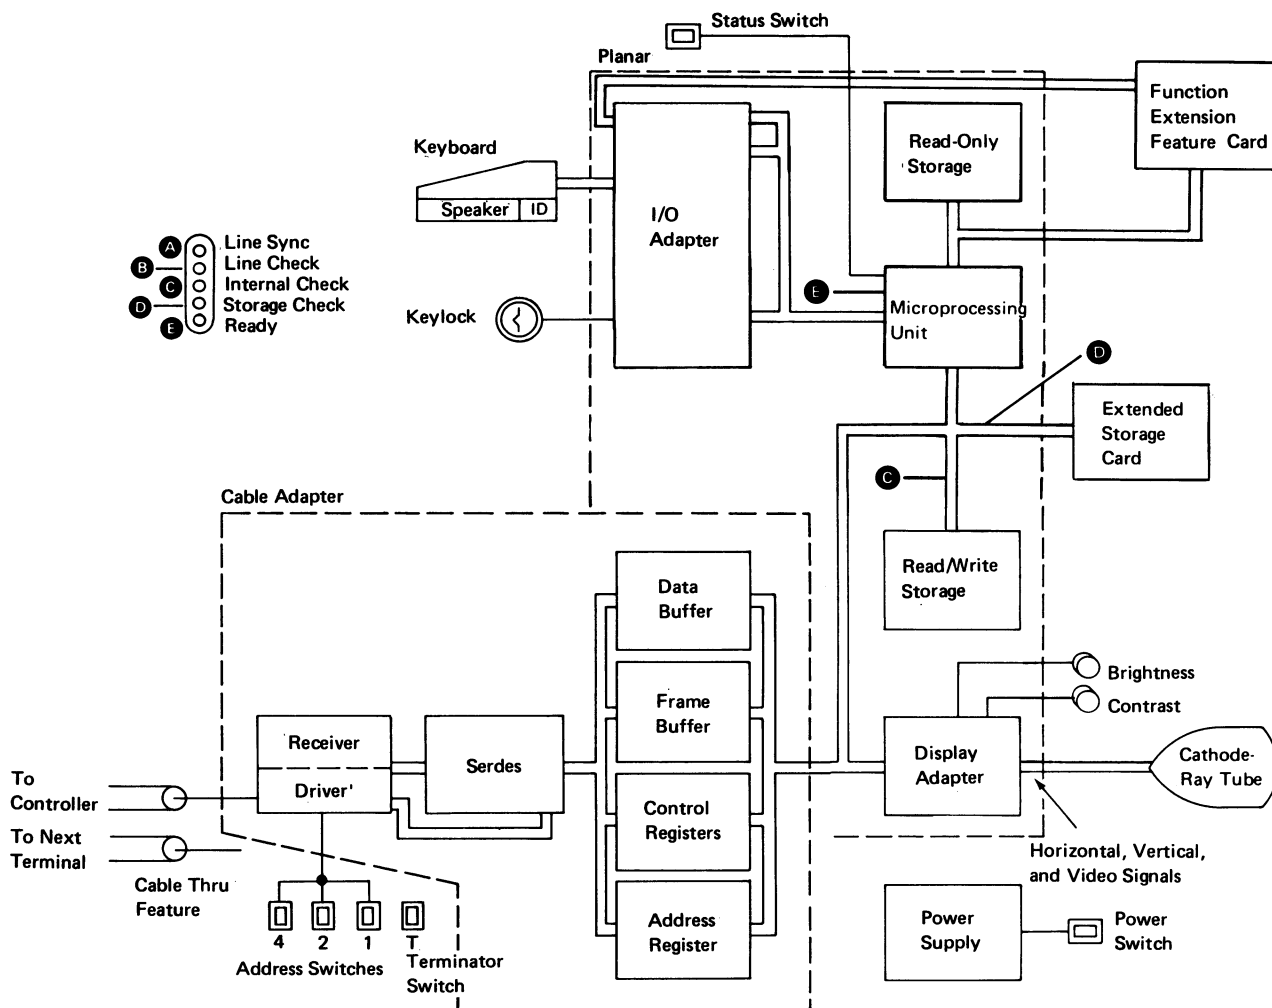 Status Switch
Planar
Function
Extension
Feature Card
Read-Only
Storage
Keyboard
Speaker
ID
I/O
Adapter
A
Line Sync
B
Line Check
C
Internal Check
D
Storage Check
E
Ready
Keylock
E
Microprocessing
Unit
D
Extended
Storage
Card
C
Cable Adapter
Read/Write
Storage
Data
Buffer
Frame
Buffer
Brightness
Contrast
Receiver
Driver'
Serdes
Display
Adapter
Cathode-
Ray Tube
To
Controller
Control
Registers
To Next
Terminal
Horizontal, Vertical,
and Video Signals
Cable Thru
Feature
Address
Register
Power
Supply
Power
Switch
4
2
1
T
Address Switches
Terminator
Switch